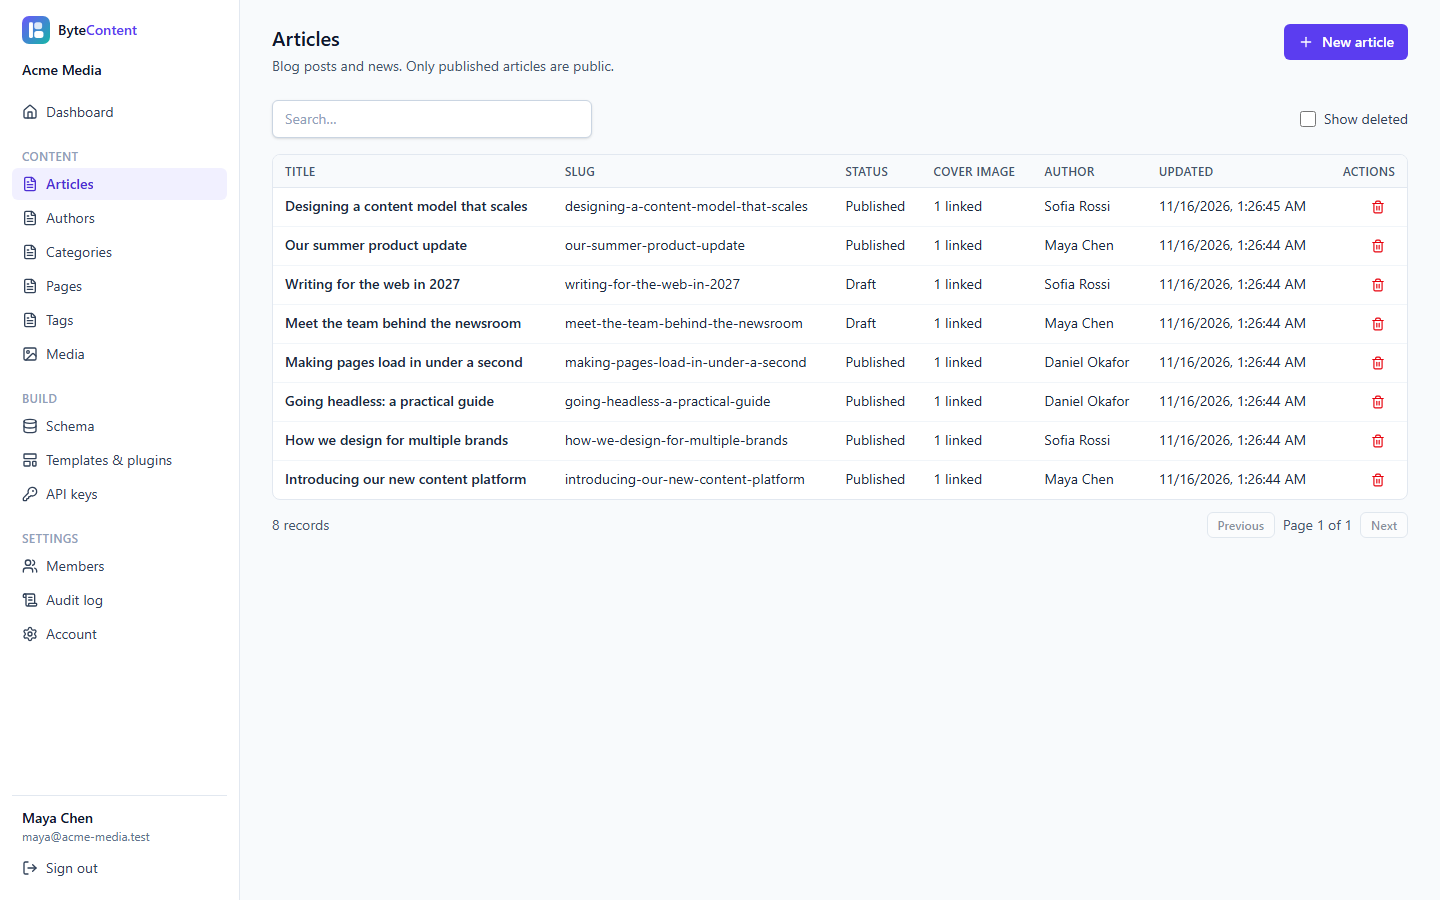 ByteContent
Acme Media
Dashboard
CONTENT
Articles
Authors
Categories
Pages
Tags
Media
BUILD
Schema
Templates & plugins
API keys
SETTINGS
Members
Audit log
Account
Maya Chen
maya@acme-media.test
Sign out
Articles
Blog posts and news. Only published articles are public.
New article
Search...
Show deleted
TITLE SLUG STATUS COVER IMAGE AUTHOR UPDATED ACTIONS
Designing a content model that scales designing-a-content-model-that-scales Published 1 linked Sofia Rossi 11/16/2026, 1:26:45 AM
Our summer product update our-summer-product-update Published 1 linked Maya Chen 11/16/2026, 1:26:44 AM
Writing for the web in 2027 writing-for-the-web-in-2027 Draft 1 linked Sofia Rossi 11/16/2026, 1:26:44 AM
Meet the team behind the newsroom meet-the-team-behind-the-newsroom Draft 1 linked Maya Chen 11/16/2026, 1:26:44 AM
Making pages load in under a second making-pages-load-in-under-a-second Published 1 linked Daniel Okafor 11/16/2026, 1:26:44 AM
Going headless: a practical guide going-headless-a-practical-guide Published 1 linked Daniel Okafor 11/16/2026, 1:26:44 AM
How we design for multiple brands how-we-design-for-multiple-brands Published 1 linked Sofia Rossi 11/16/2026, 1:26:44 AM
Introducing our new content platform introducing-our-new-content-platform Published 1 linked Maya Chen 11/16/2026, 1:26:44 AM
8 records
Previous Page 1 of 1 Next